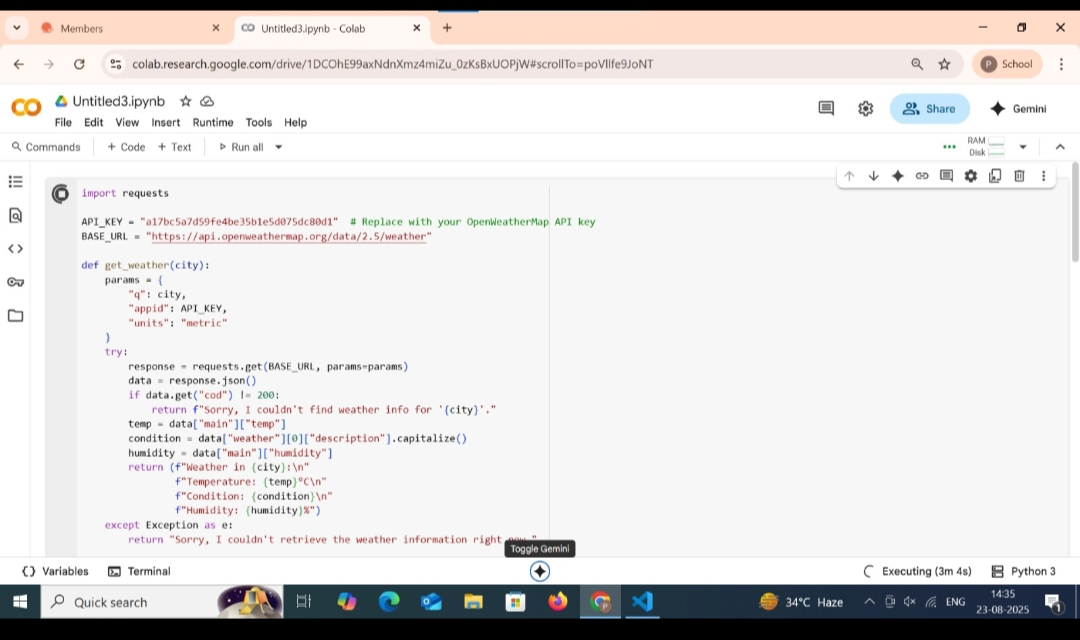 Members
Untitled3.ipynb - Colab
colab.research.google.com/drive/1DCOhE99axNdnXmz4miZu_0zKsBxUOPjW#scrollTo=poVIlfe9JoNT
P School
Untitled3.ipynb
File Edit View Insert Runtime Tools Help
Share
Gemini
Commands + Code + Text Run all
RAM
Disk
import requests
API_KEY = "a17bc5a7d59fe4be35b1e5d075dc80d1" # Replace with your OpenWeatherMap API key
BASE_URL = "https://api.openweathermap.org/data/2.5/weather"
def get_weather(city):
params = {
"q": city,
"appid": API_KEY,
"units": "metric"
}
try:
response = requests.get(BASE_URL, params=params)
data = response.json()
if data.get("cod") != 200:
return f"Sorry, I couldn't find weather info for '{city}'."
temp = data["main"]["temp"]
condition = data["weather"][0]["description"].capitalize()
humidity = data["main"]["humidity"]
return (f"Weather in {city}:\n"
f"Temperature: {temp}°C\n"
f"Condition: {condition}\n"
f"Humidity: {humidity}%")
except Exception as e:
return "Sorry, I couldn't retrieve the weather information right
Toggle Gemini
Variables Terminal
Executing (3m 4s) Python 3
Quick search
34°C Haze
ENG
14:35
23-08-2025
1